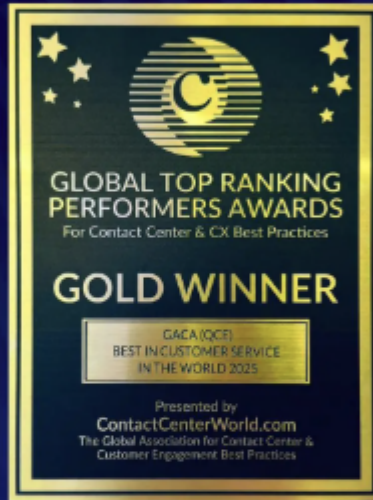 C
GLOBAL TOP RANKING
PERFORMERS AWARDS
For Contact Center & CX Best Practices
GOLD WINNER
GACA (QCE)
BEST IN CUSTOMER SERVICE
IN THE WORLD 2025
Presented by
ContactCenterWorld.com
The Global Association for Contact Center &
Customer Engagement Best Practices